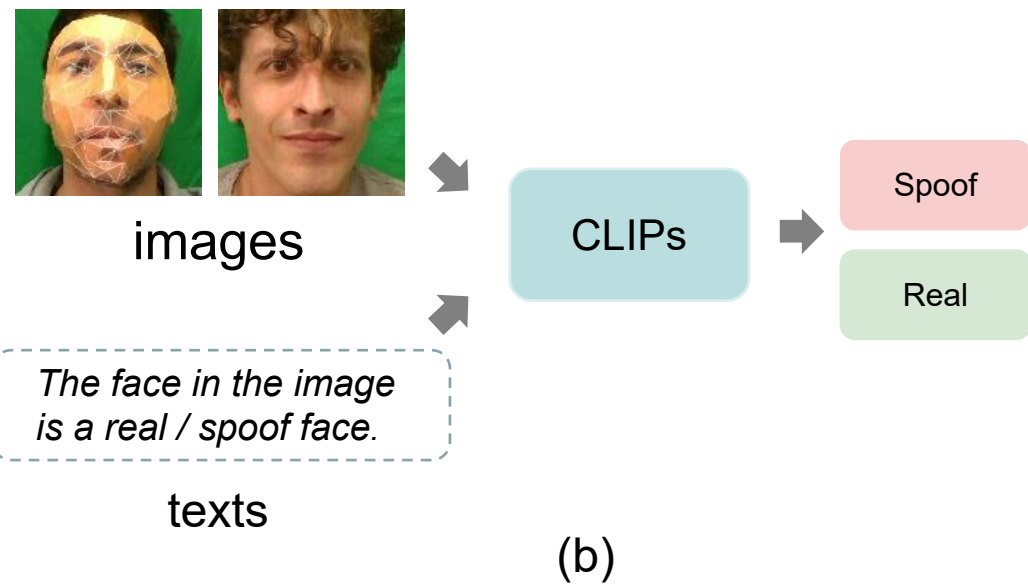 images
CLIPs
Spoof
Real
The face in the image
is a real / spoof face.
texts
(b)